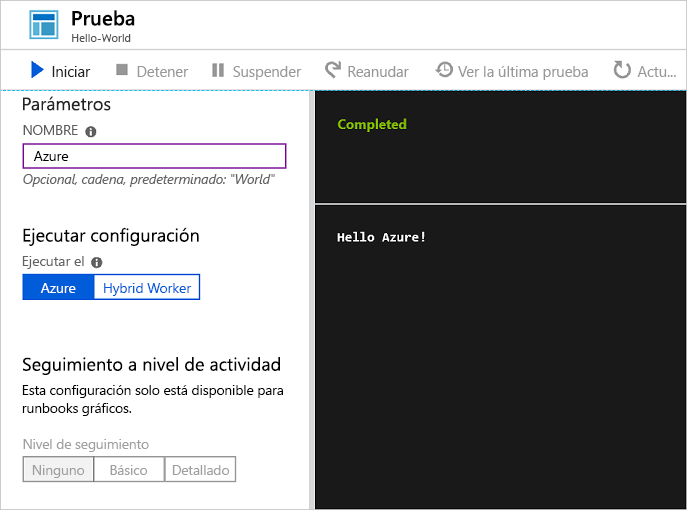 Prueba
Hello-World
Iniciar Detener Suspender Reanudar Ver la última prueba Actu...
Parámetros
NOMBRE
Azure
Opcional, cadena, predeterminado: "World"
Ejecutar configuración
Ejecutar el
Azure Hybrid Worker
Seguimiento a nivel de actividad
Esta configuración solo está disponible para
runbooks gráficos.
Nivel de seguimiento
Ninguno Básico Detallado
Completed
Hello Azure!